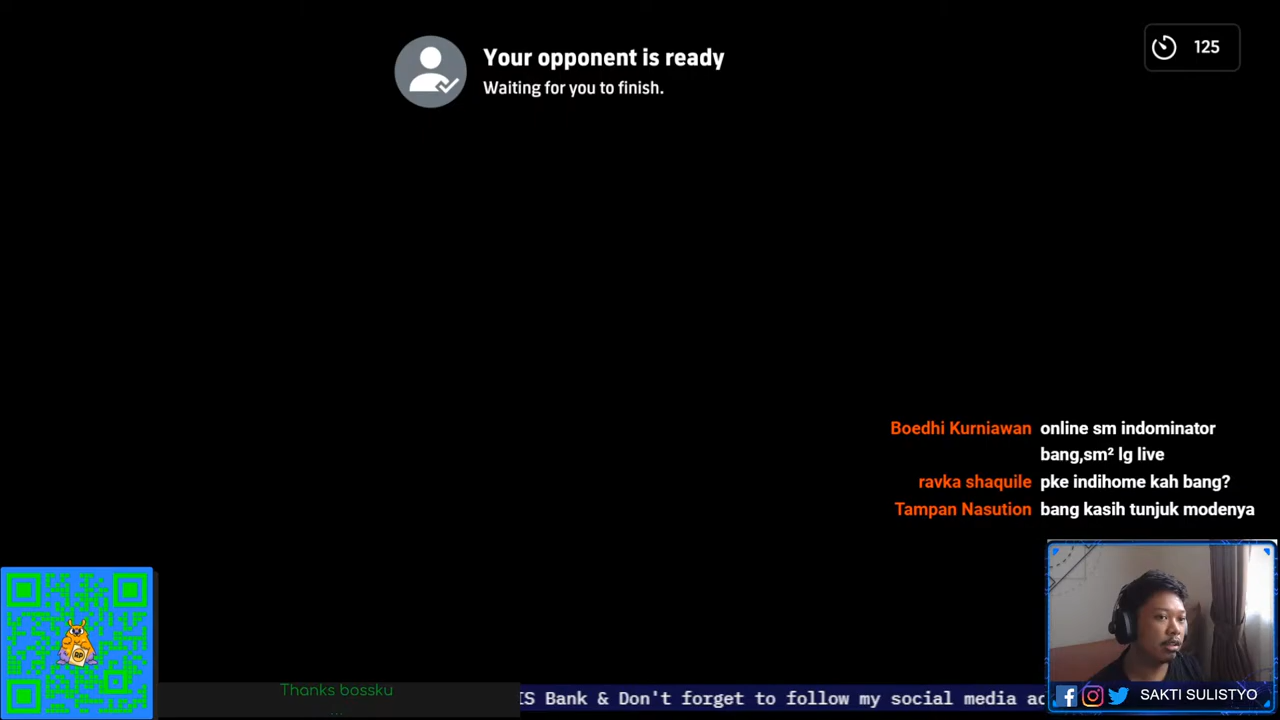 Your opponent is ready
Waiting for you to finish.
125
Boedhi Kurniawan online sm indominator
bang,sm² lg live
ravka shaquile pke indihome kah bang?
Tampan Nasution bang kasih tunjuk modenya
RP
Thanks bossku
...
IS Bank & Don't forget to follow my social media
SAKTI SULISTYO